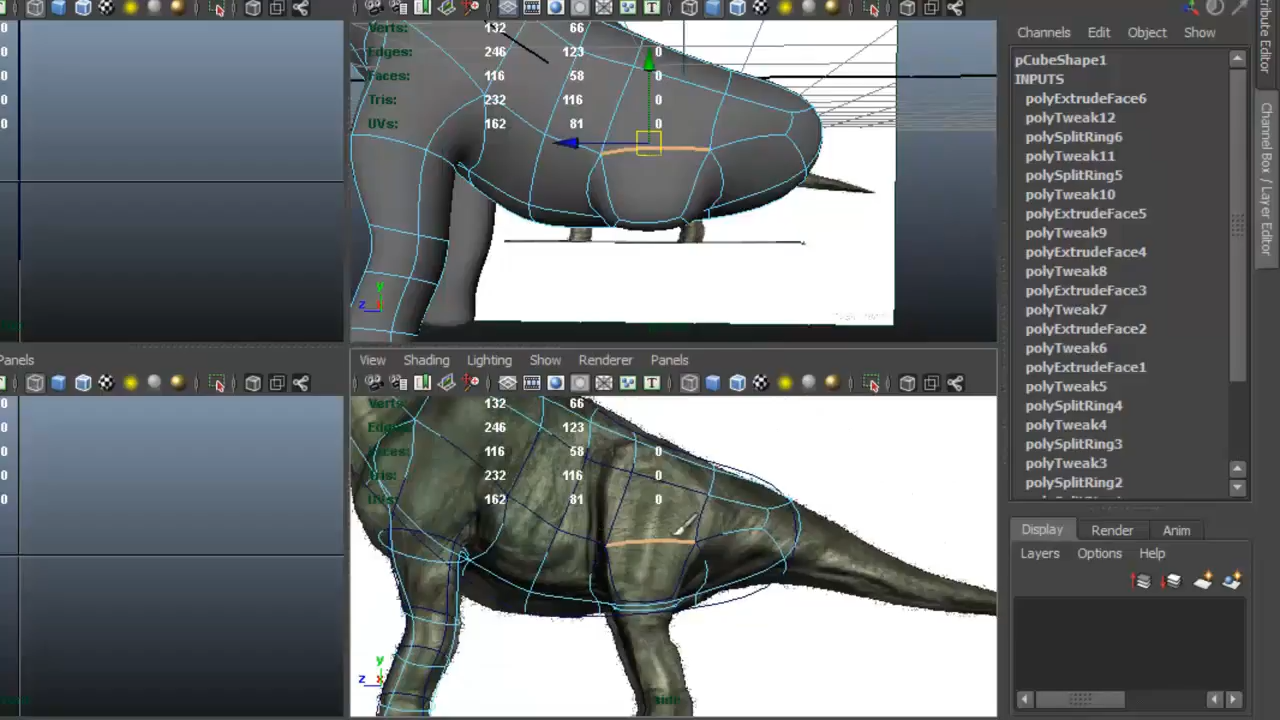 Verts: 132 66 0
Edges: 246 123 0
Faces: 116 58 0
Tris: 232 116 0
UVs: 162 81 0
y
z
Channels Edit Object Show
pCubeShape1
INPUTS
polyExtrudeFace6
polyTweak12
polySplitRing6
polyTweak11
polySplitRing5
polyTweak10
polyExtrudeFace5
polyTweak9
polyExtrudeFace4
polyTweak8
polyExtrudeFace3
polyTweak7
polyExtrudeFace2
polyTweak6
polyExtrudeFace1
polyTweak5
polySplitRing4
polyTweak4
polySplitRing3
polyTweak3
polySplitRing2
Channel Box / Layer Editor
Panels
View Shading Lighting Show Renderer Panels
Verts: 132 66 0
Edges: 246 123 0
Faces: 116 58 0
Tris: 232 116 0
UVs: 162 81 0
y
z x
side
Display Render Anim
Layers Options Help